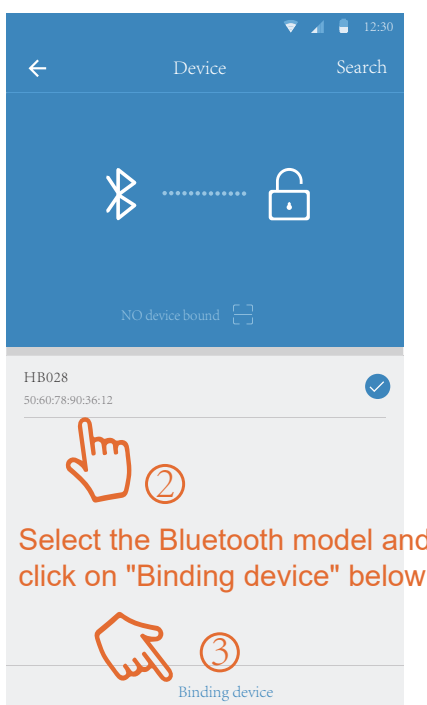 12:30
Device
Search
NO device bound
HB028
50:60:78:90:36:12
②
Select the Bluetooth model and
click on "Binding device" below
③
Binding device